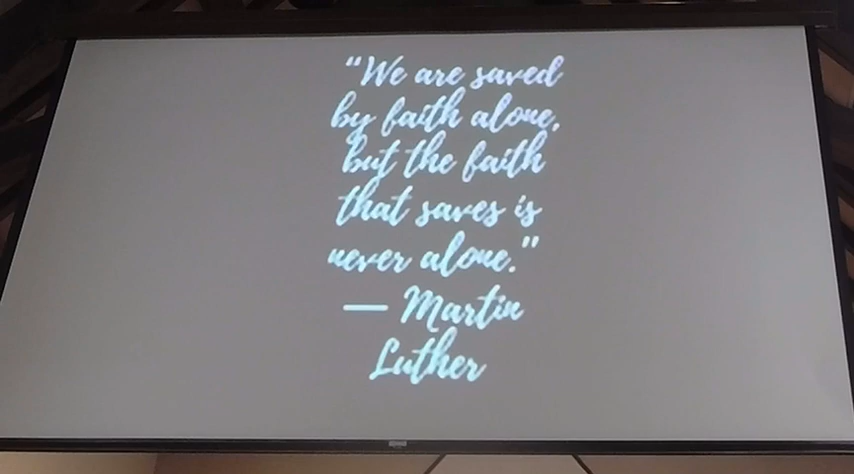 “We are saved
by faith alone,
but the faith
that saves is
never alone.”
— Martin
Luther